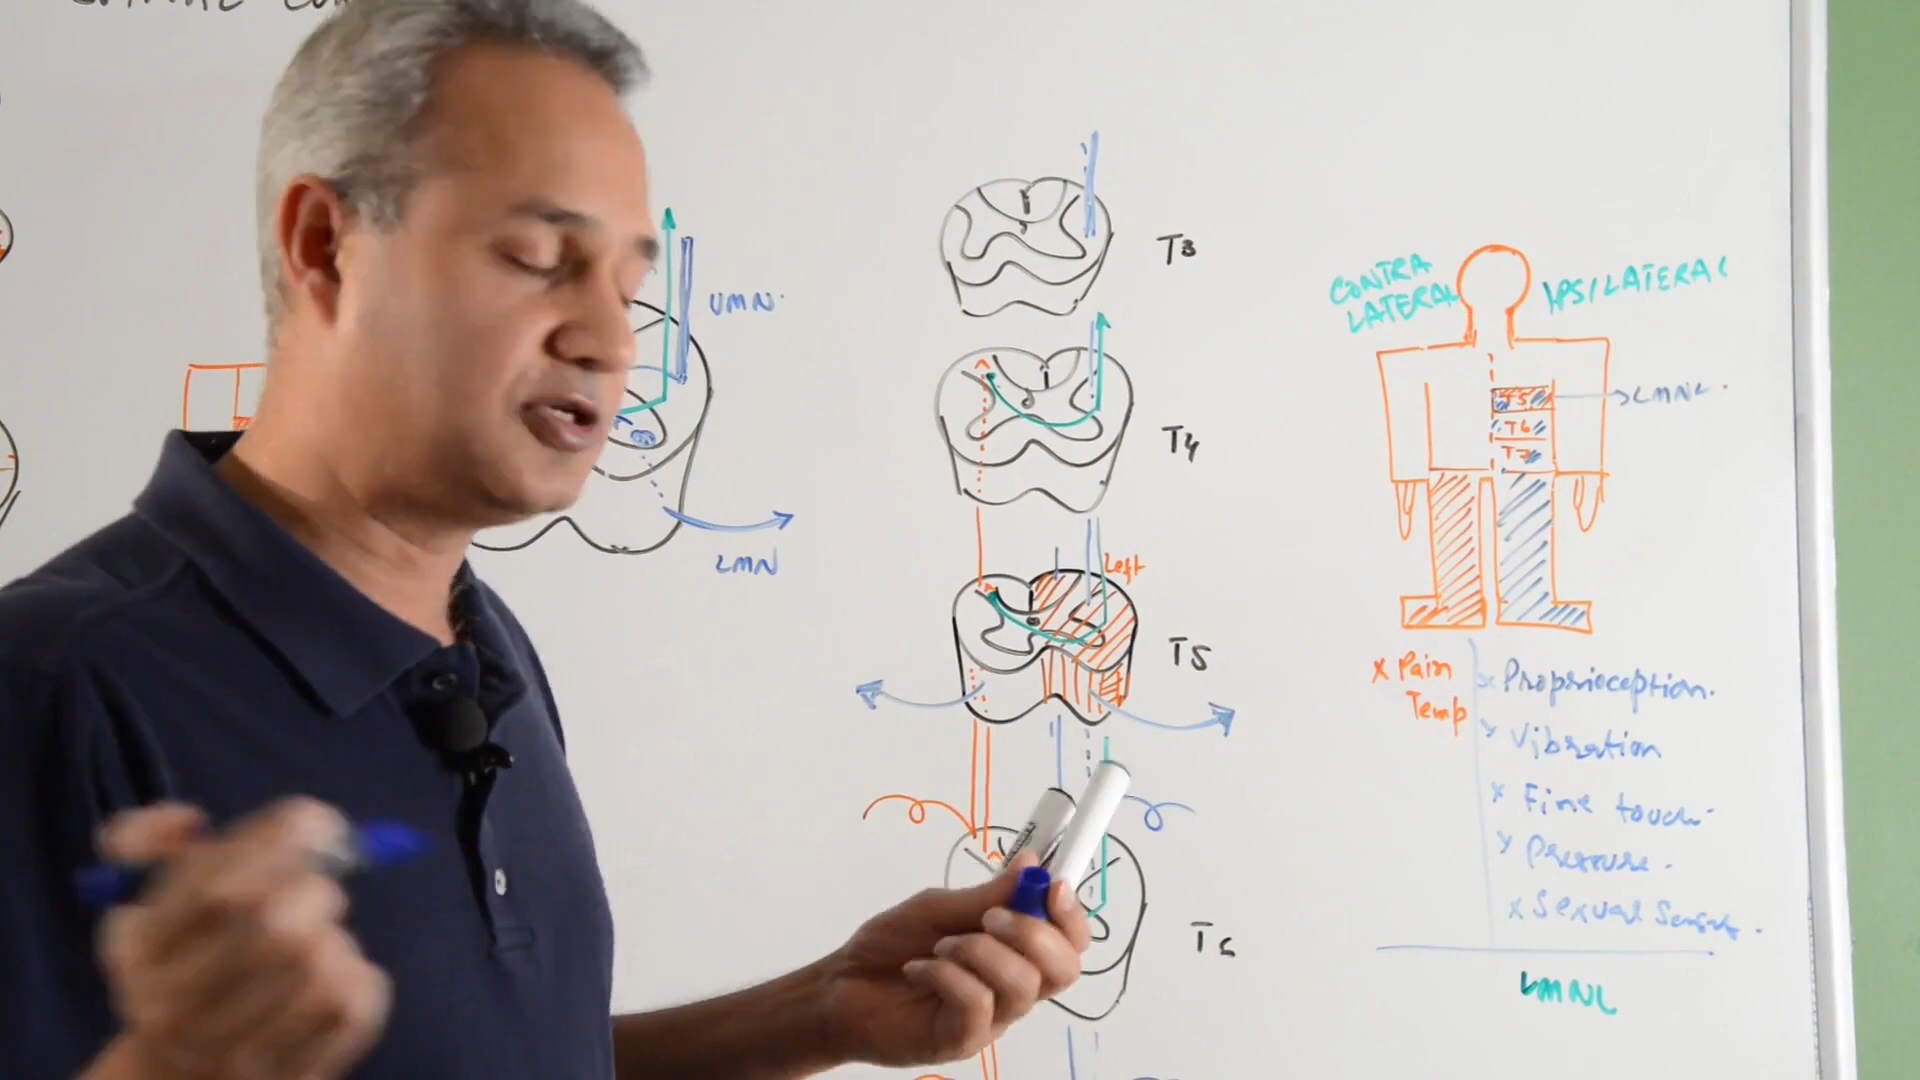 UMN.
LMN
T3
T4
Left
T5
T6
CONTRA
LATERAL
IPSILATERAL
T5
LMNL.
T6
T7
x Pain
Temp
x Proprioception.
x Vibration
x Fine touch.
x Pressure.
x Sexual Sensat.
LMNL